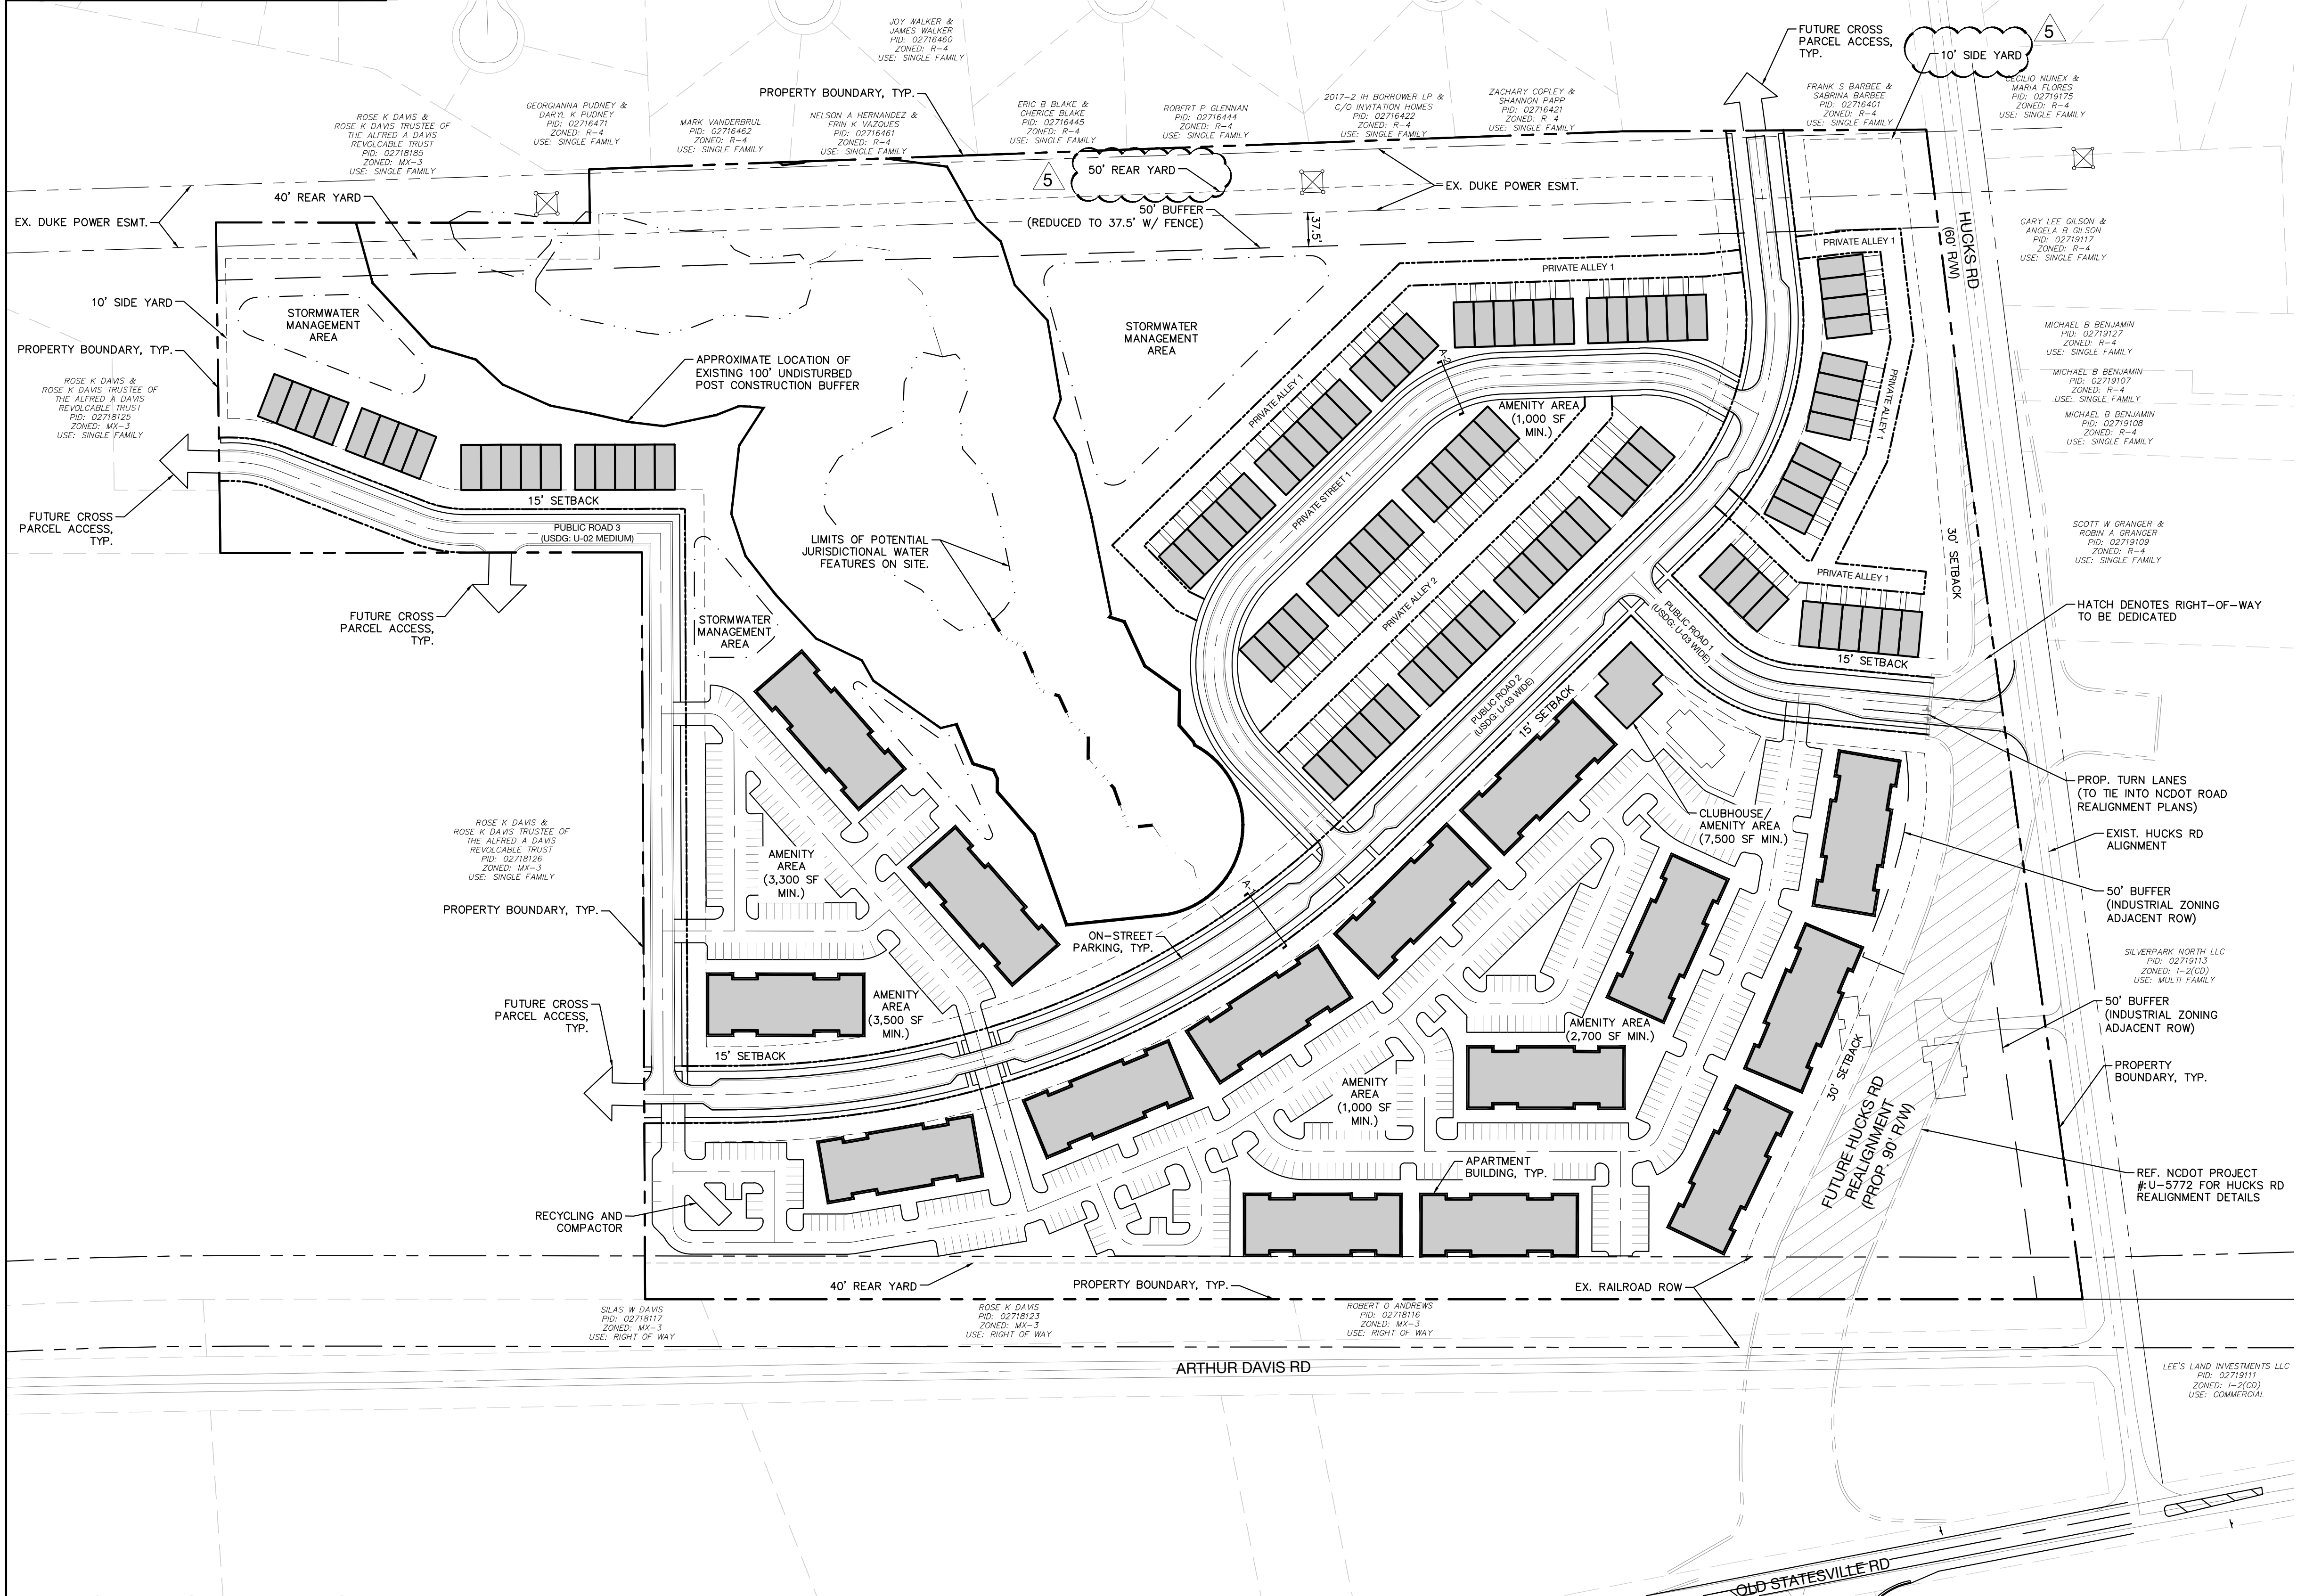 JOY WALKER &
JAMES WALKER
PID: 02716460
ZONED: R-4
USE: SINGLE FAMILY
FUTURE CROSS
PARCEL ACCESS,
TYP.
5
10' SIDE YARD
PROPERTY BOUNDARY, TYP.
ROSE K DAVIS &
ROSE K DAVIS TRUSTEE OF
THE ALFRED A DAVIS
REVOLCABLE TRUST
PID: 02718185
ZONED: MX-3
USE: SINGLE FAMILY
GEORGIANNA PUDNEY &
DARYL K PUDNEY
PID: 02716471
ZONED: R-4
USE: SINGLE FAMILY
MARK VANDERBRUL
PID: 02716462
ZONED: R-4
USE: SINGLE FAMILY
NELSON A HERNANDEZ &
ERIN K VAZQUES
PID: 02716461
ZONED: R-4
USE: SINGLE FAMILY
ERIC B BLAKE &
CHERICE BLAKE
PID: 02716445
ZONED: R-4
USE: SINGLE FAMILY
ROBERT P GLENNAN
PID: 02716444
ZONED: R-4
USE: SINGLE FAMILY
2017-2 IH BORROWER LP &
C/O INVITATION HOMES
PID: 02716422
ZONED: R-4
USE: SINGLE FAMILY
ZACHARY COPLEY &
SHANNON PAPP
PID: 02716421
ZONED: R-4
USE: SINGLE FAMILY
FRANK S BARBEE &
SABRINA BARBEE
PID: 02716401
ZONED: R-4
USE: SINGLE FAMILY
CECILIO NUNEX &
MARIA FLORES
PID: 02719175
ZONED: R-4
USE: SINGLE FAMILY
5
50' REAR YARD
EX. DUKE POWER ESMT.
40' REAR YARD
EX. DUKE POWER ESMT.
50' BUFFER
(REDUCED TO 37.5' W/ FENCE)
37.5'
HUCKS RD
(60' R/W)
GARY LEE GILSON &
ANGELA B GILSON
PID: 02719117
ZONED: R-4
USE: SINGLE FAMILY
PRIVATE ALLEY 1
PRIVATE ALLEY 1
10' SIDE YARD
STORMWATER
MANAGEMENT
AREA
STORMWATER
MANAGEMENT
AREA
PROPERTY BOUNDARY, TYP.
APPROXIMATE LOCATION OF
EXISTING 100' UNDISTURBED
POST CONSTRUCTION BUFFER
MICHAEL B BENJAMIN
PID: 02719127
ZONED: R-4
USE: SINGLE FAMILY
MICHAEL B BENJAMIN
PID: 02719107
ZONED: R-4
USE: SINGLE FAMILY
MICHAEL B BENJAMIN
PID: 02719108
ZONED: R-4
USE: SINGLE FAMILY
ROSE K DAVIS &
ROSE K DAVIS TRUSTEE OF
THE ALFRED A DAVIS
REVOLCABLE TRUST
PID: 02718125
ZONED: MX-3
USE: SINGLE FAMILY
A-2
PRIVATE ALLEY 1
PRIVATE ALLEY 1
AMENITY AREA
(1,000 SF
MIN.)
PRIVATE STREET 1
15' SETBACK
FUTURE CROSS
PARCEL ACCESS,
TYP.
PUBLIC ROAD 3
(USDG: U-02 MEDIUM)
LIMITS OF POTENTIAL
JURISDICTIONAL WATER
FEATURES ON SITE.
30' SETBACK
SCOTT W GRANGER &
ROBIN A GRANGER
PID: 02719109
ZONED: R-4
USE: SINGLE FAMILY
PRIVATE ALLEY 1
PRIVATE ALLEY 2
FUTURE CROSS
PARCEL ACCESS,
TYP.
STORMWATER
MANAGEMENT
AREA
PUBLIC ROAD 1
(USDG: U-03 WIDE)
HATCH DENOTES RIGHT-OF-WAY
TO BE DEDICATED
15' SETBACK
PUBLIC ROAD 2
(USDG: U-03 WIDE)
15' SETBACK
PROP. TURN LANES
(TO TIE INTO NCDOT ROAD
REALIGNMENT PLANS)
CLUBHOUSE/
AMENITY AREA
(7,500 SF MIN.)
EXIST. HUCKS RD
ALIGNMENT
ROSE K DAVIS &
ROSE K DAVIS TRUSTEE OF
THE ALFRED A DAVIS
REVOLCABLE TRUST
PID: 02718126
ZONED: MX-3
USE: SINGLE FAMILY
AMENITY
AREA
(3,300 SF
MIN.)
A-1
50' BUFFER
(INDUSTRIAL ZONING
ADJACENT ROW)
PROPERTY BOUNDARY, TYP.
ON-STREET
PARKING, TYP.
SILVERPARK NORTH LLC
PID: 02719113
ZONED: I-2(CD)
USE: MULTI FAMILY
FUTURE CROSS
PARCEL ACCESS,
TYP.
AMENITY
AREA
(3,500 SF
MIN.)
50' BUFFER
(INDUSTRIAL ZONING
ADJACENT ROW)
AMENITY AREA
(2,700 SF MIN.)
15' SETBACK
30' SETBACK
PROPERTY
BOUNDARY, TYP.
AMENITY
AREA
(1,000 SF
MIN.)
FUTURE HUCKS RD
REALIGNMENT
(PROP. 90' R/W)
APARTMENT
BUILDING, TYP.
REF. NCDOT PROJECT
#:U-5772 FOR HUCKS RD
REALIGNMENT DETAILS
RECYCLING AND
COMPACTOR
40' REAR YARD
PROPERTY BOUNDARY, TYP.
EX. RAILROAD ROW
SILAS W DAVIS
PID: 02718117
ZONED: MX-3
USE: RIGHT OF WAY
ROSE K DAVIS
PID: 02718123
ZONED: MX-3
USE: RIGHT OF WAY
ROBERT O ANDREWS
PID: 02718116
ZONED: MX-3
USE: RIGHT OF WAY
ARTHUR DAVIS RD
LEE'S LAND INVESTMENTS LLC
PID: 02719111
ZONED: I-2(CD)
USE: COMMERCIAL
OLD STATESVILLE RD